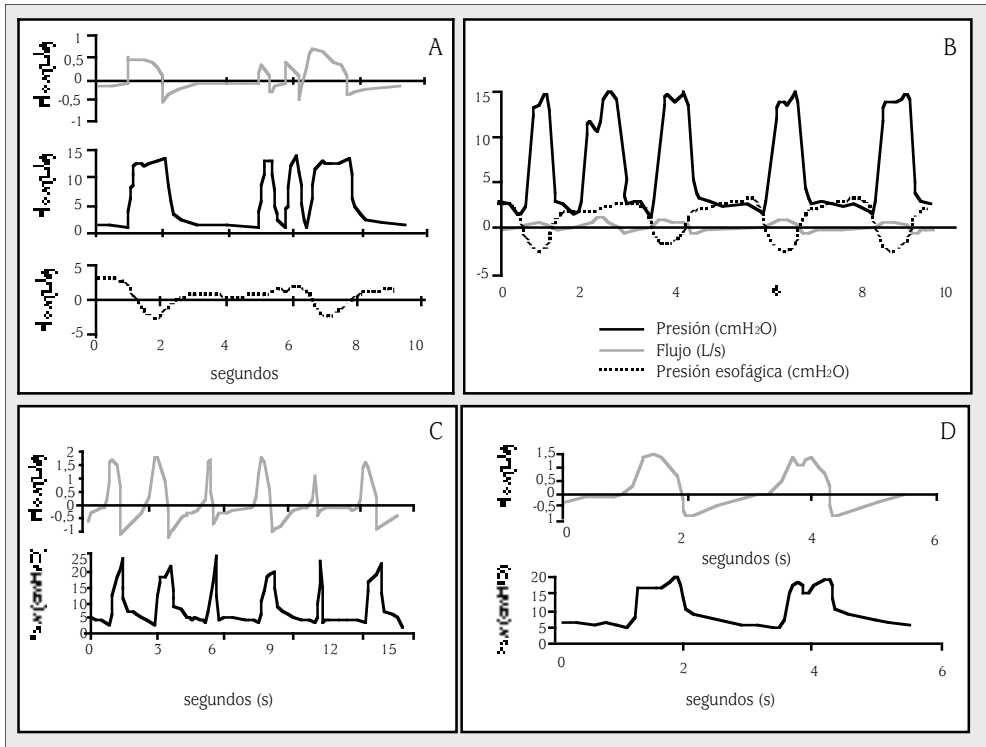 A
1
0,5
0
-0,5
-1
15
10
5
0
5
0
-5
0 2 4 6 8 10
segundos
B
15
10
5
0
-5
0 2 4 8 10
Presión (cmH2O)
Flujo (L/s)
Presión esofágica (cmH2O)
C
2
1,5
1
0,5
0
-0,5
-1
25
20
15
10
5
0
0 3 6 9 12 15
segundos (s)
D
1,5
1
0,5
0
0,5
1
0 2 4 6
segundos (s)
20
15
10
5
0
0 2 4 6
segundos (s)